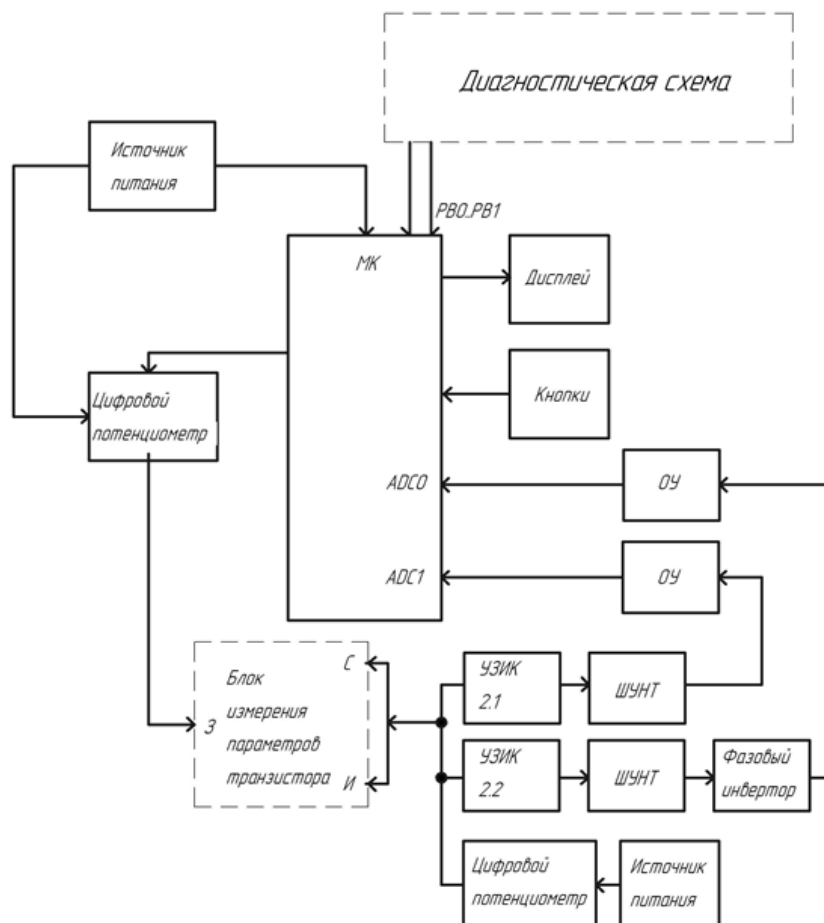 Диагностическая схема
Источник
питания
PB0..PB1
МК
Дисплей
Цифровой
потенциометр
Кнопки
ADC0
ОУ
ADC1
ОУ
Блок
измерения
параметров
транзистора
С
З
И
УЗИК
2.1
ШУНТ
УЗИК
2.2
ШУНТ
Фазовый
инвертор
Цифровой
потенциометр
Источник
питания